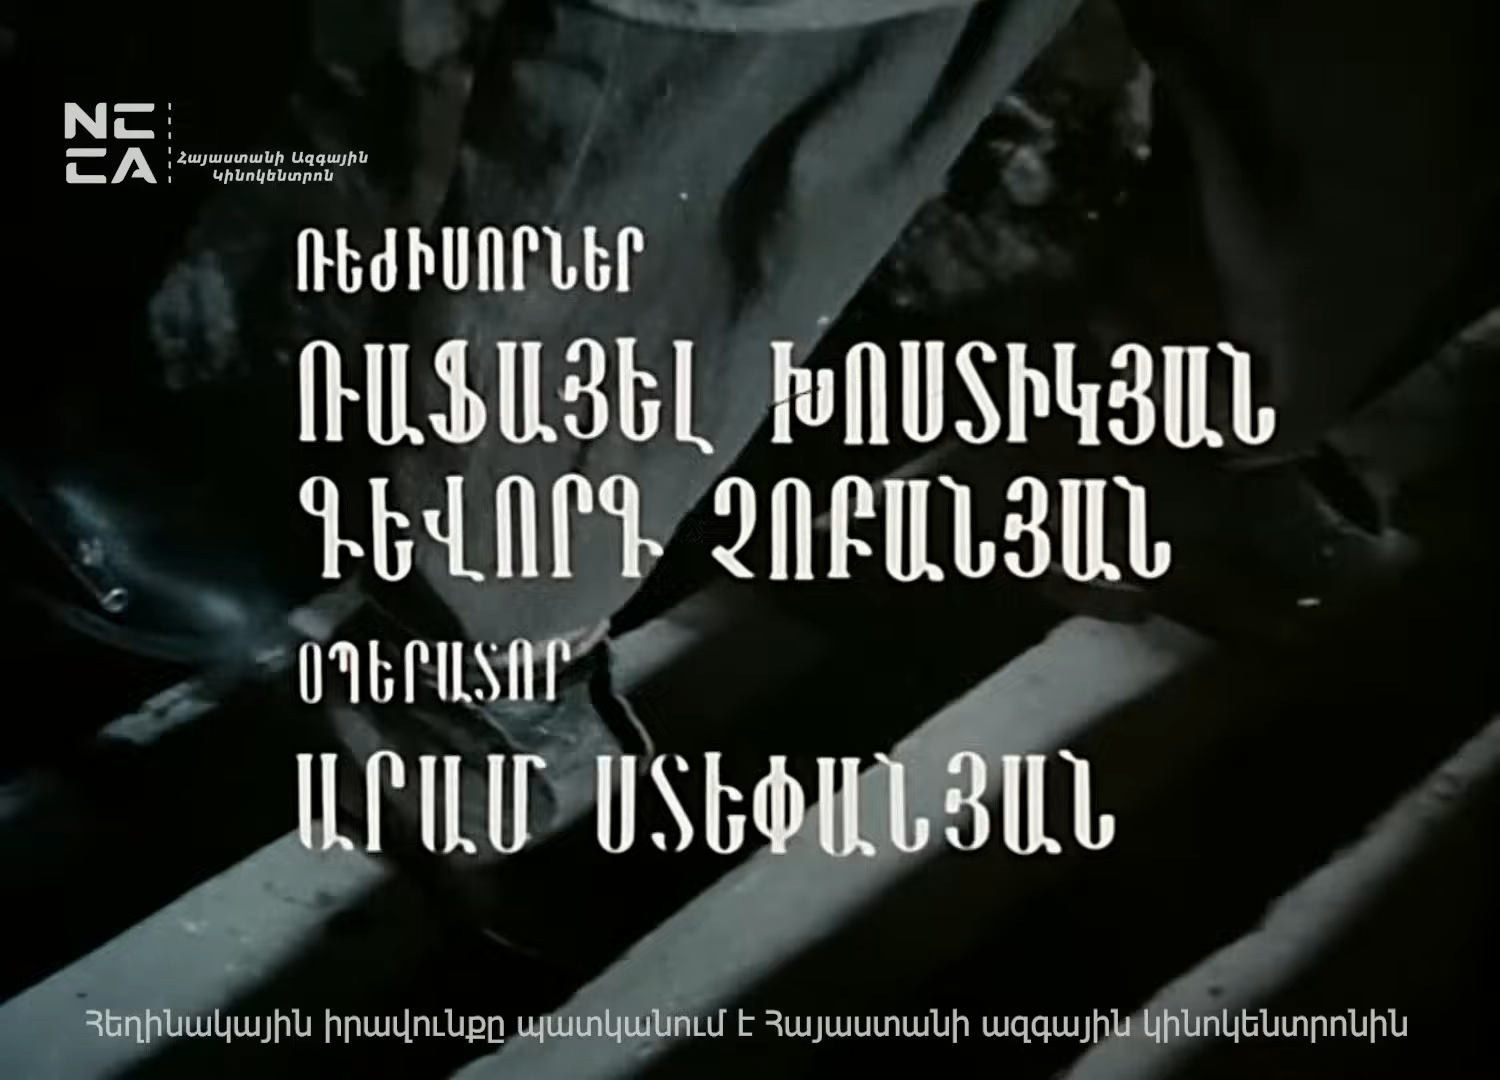 NC
CA
Հայաստանի Ազգային
Կինոկենտրոն
ՌԵԺԻՍՈՐՆԵՐ
ՌԱՖԱՅԵԼ ԽՈՍՏԻԿՅԱՆ
ԳԵՎՈՐԳ ՉՈԲԱՆՅԱՆ
ՕՊԵՐԱՏՈՐ
ԱՐԱՄ ՍՏԵՓԱՆՅԱՆ
Հեղինակային իրավունքը պատկանում է Հայաստանի ազգային կինոկենտրոնին